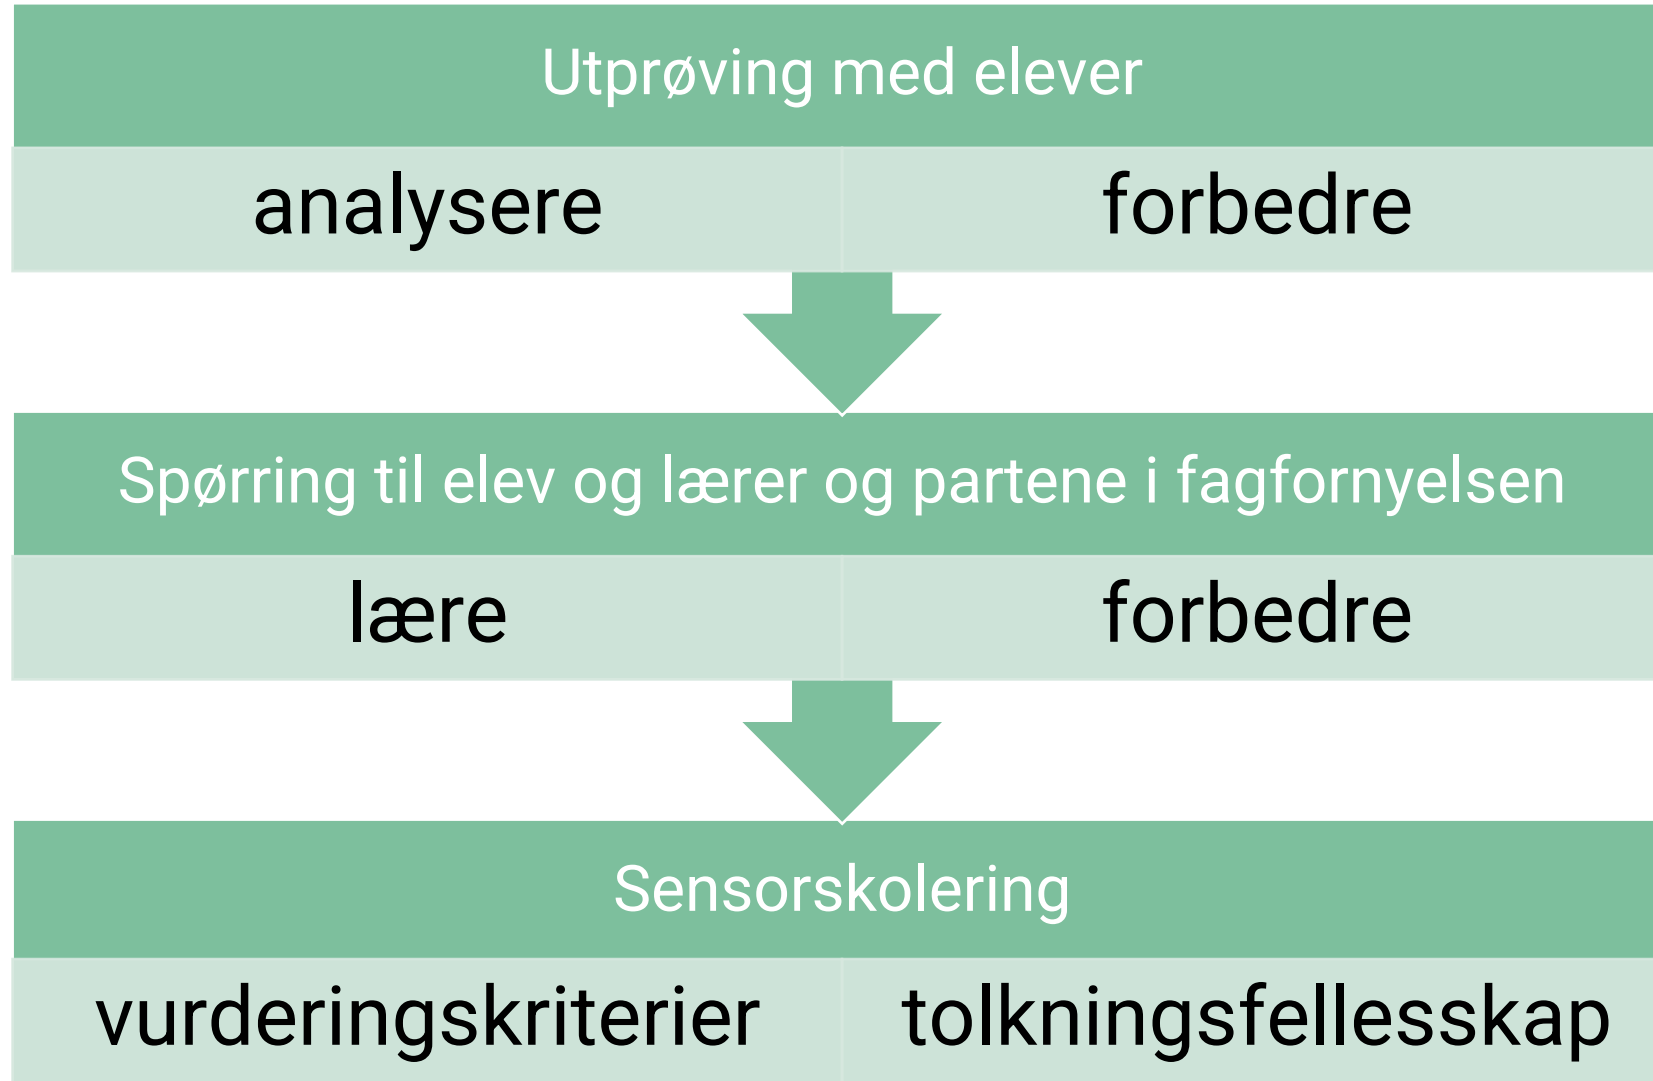 Utprøving med elever
analysere forbedre
Spørring til elev og lærer og partene i fagfornyelsen
lære forbedre
Sensorskolering
vurderingskriterier tolkningsfellesskap